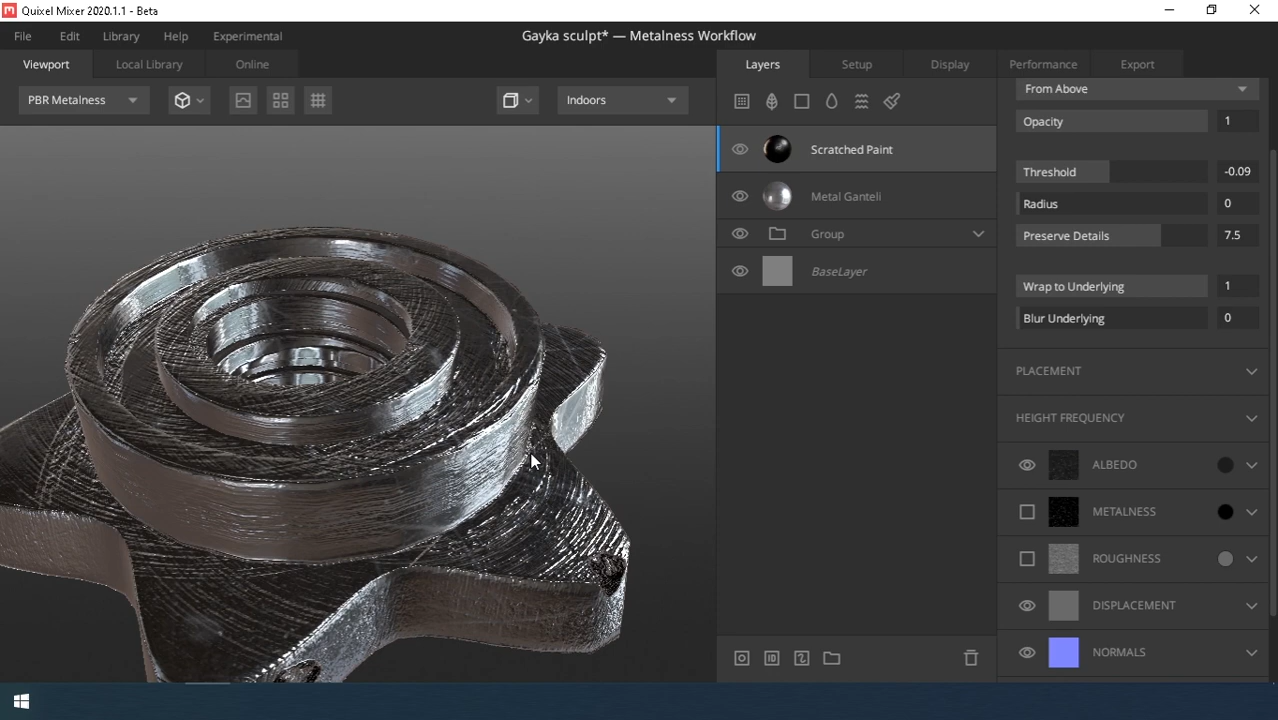 Quixel Mixer 2020.1.1 - Beta
File Edit Library Help Experimental
Gayka sculpt* — Metalness Workflow
Viewport Local Library Online
Layers Setup Display Performance Export
PBR Metalness
Indoors
Scratched Paint
Metal Ganteli
Group
BaseLayer
From Above
Opacity 1
Threshold -0.09
Radius 0
Preserve Details 7.5
Wrap to Underlying 1
Blur Underlying 0
PLACEMENT
HEIGHT FREQUENCY
ALBEDO
METALNESS
ROUGHNESS
DISPLACEMENT
NORMALS
ID